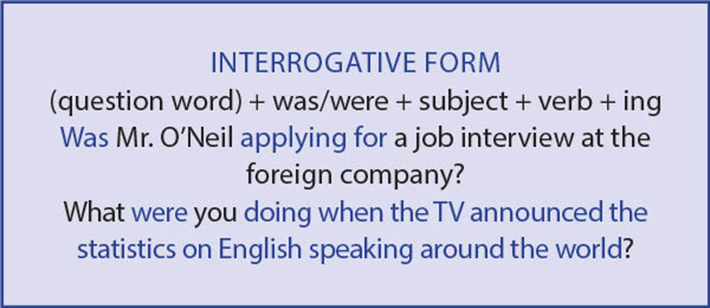 INTERROGATIVE FORM
(question word) + was/were + subject + verb + ing
Was Mr. O’Neil applying for a job interview at the
foreign company?
What were you doing when the TV announced the
statistics on English speaking around the world?